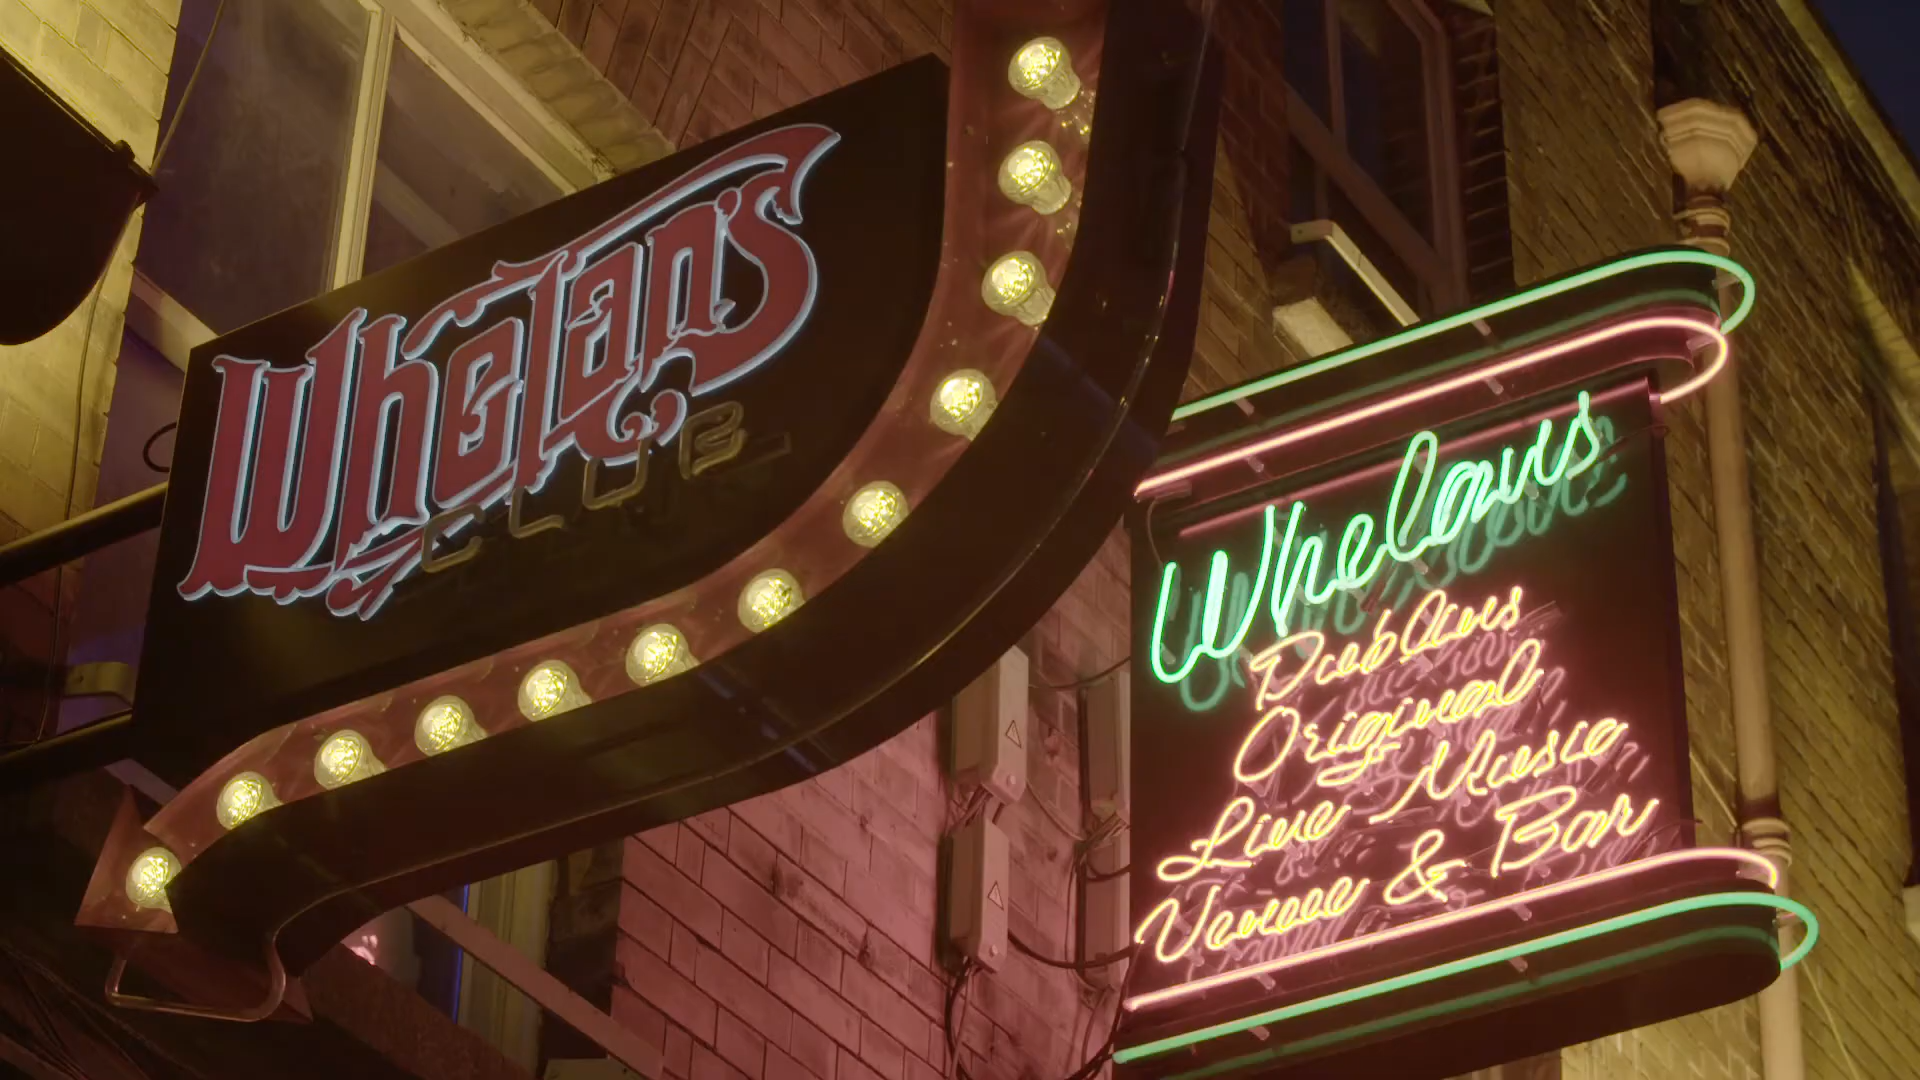 Whelan's
CLUB
Whelans
Dublins
Original
Live Music
Venue & Bar